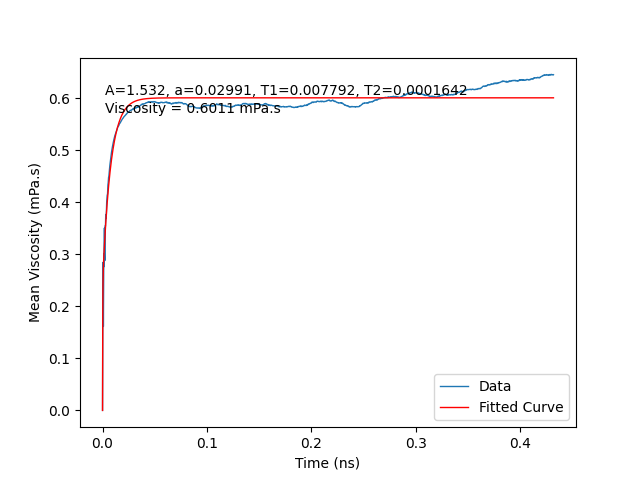 A=1.532, a=0.02991, T1=0.007792, T2=0.0001642
Viscosity = 0.6011 mPa.s
0.6
0.5
0.4
0.3
0.2
0.1
0.0
Mean Viscosity (mPa.s)
Data
Fitted Curve
0.0 0.1 0.2 0.3 0.4
Time (ns)